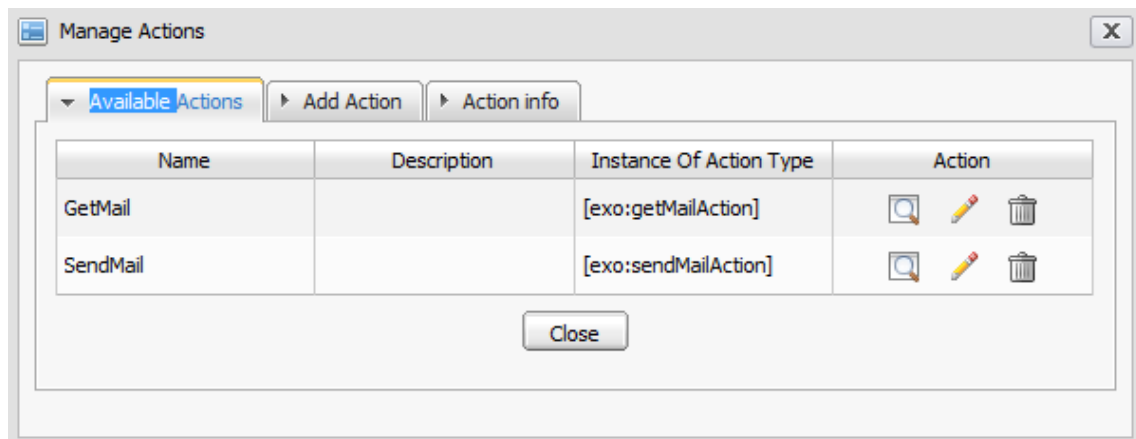 Manage Actions
Available Actions Add Action Action info
Name Description Instance Of Action Type Action
GetMail [exo:getMailAction]
SendMail [exo:sendMailAction]
Close